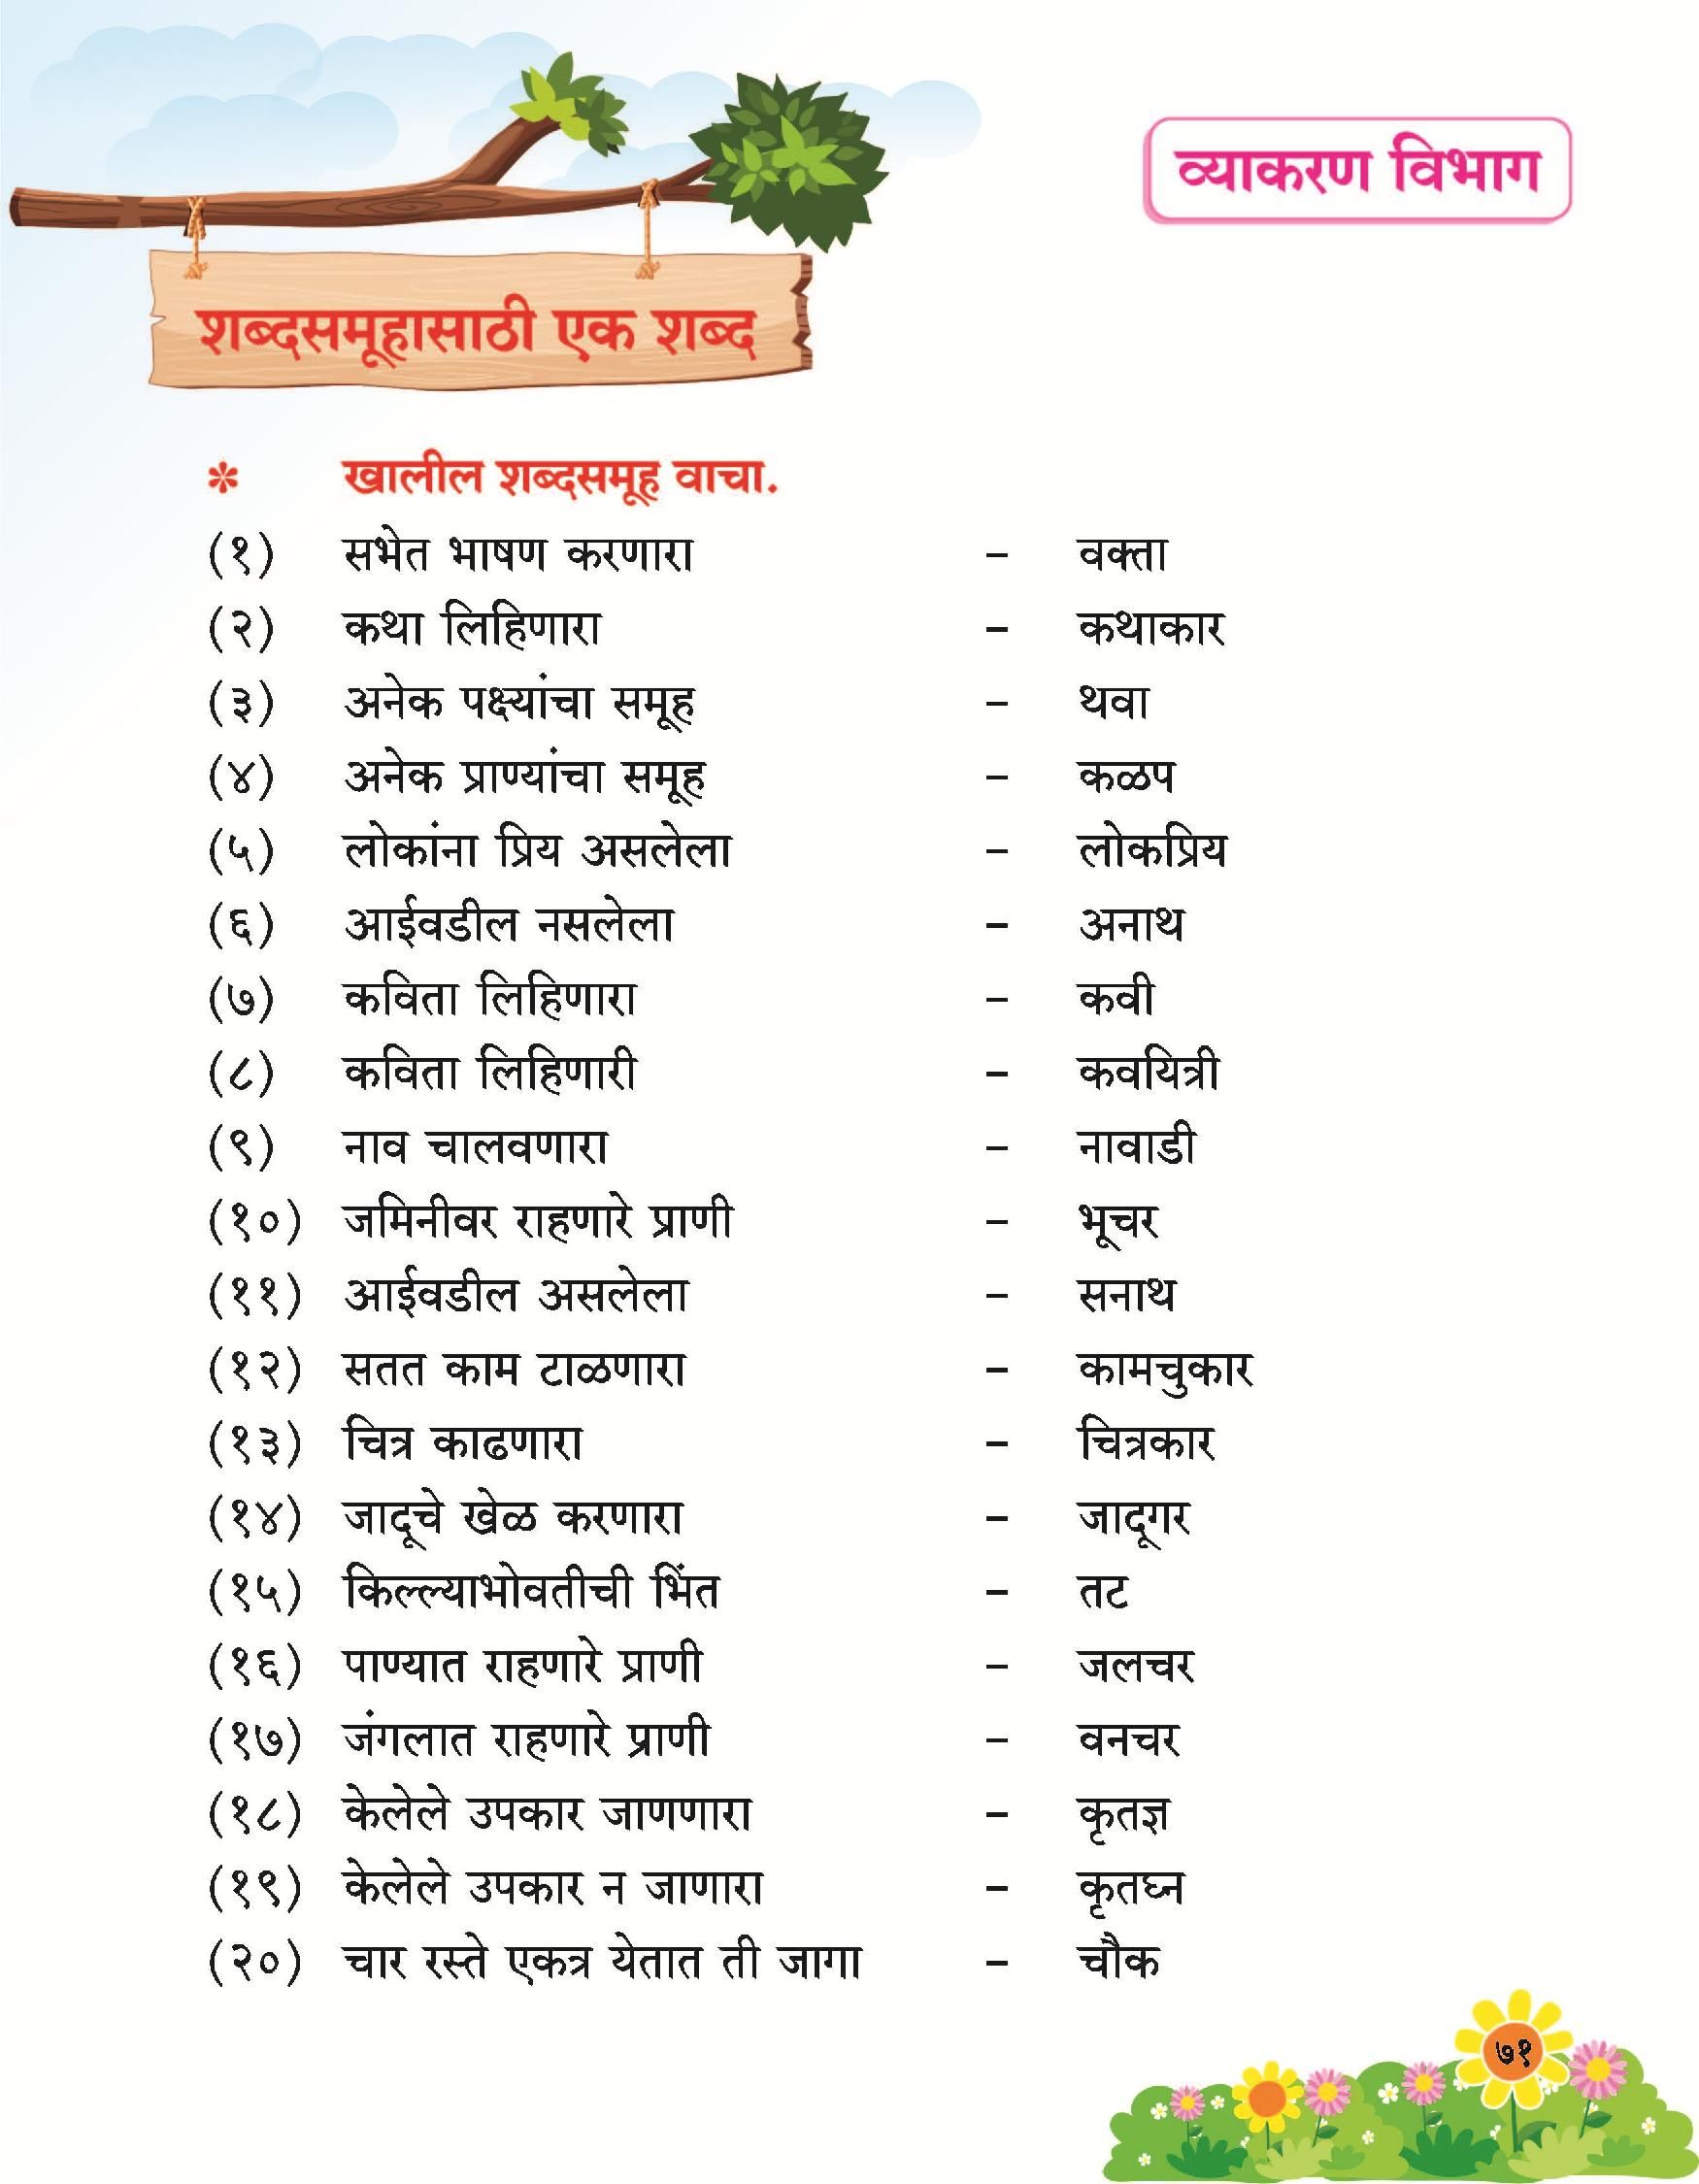 व्याकरण विभाग
शब्दसमूहासाठी एक शब्द
* खालील शब्दसमूह वाचा.
(१) सभेत भाषण करणारा – वक्ता
(२) कथा लिहिणारा – कथाकार
(३) अनेक पक्ष्यांचा समूह – थवा
(४) अनेक प्राण्यांचा समूह – कळप
(५) लोकांना प्रिय असलेला – लोकप्रिय
(६) आईवडील नसलेला – अनाथ
(७) कविता लिहिणारा – कवी
(८) कविता लिहिणारी – कवयित्री
(९) नाव चालवणारा – नावाडी
(१०) जमिनीवर राहणारे प्राणी – भूचर
(११) आईवडील असलेला – सनाथ
(१२) सतत काम टाळणारा – कामचुकार
(१३) चित्र काढणारा – चित्रकार
(१४) जादूचे खेळ करणारा – जादूगर
(१५) किल्ल्याभोवतीची भिंत – तट
(१६) पाण्यात राहणारे प्राणी – जलचर
(१७) जंगलात राहणारे प्राणी – वनचर
(१८) केलेले उपकार जाणणारा – कृतज्ञ
(१९) केलेले उपकार न जाणारा – कृतघ्न
(२०) चार रस्ते एकत्र येतात ती जागा – चौक
७१